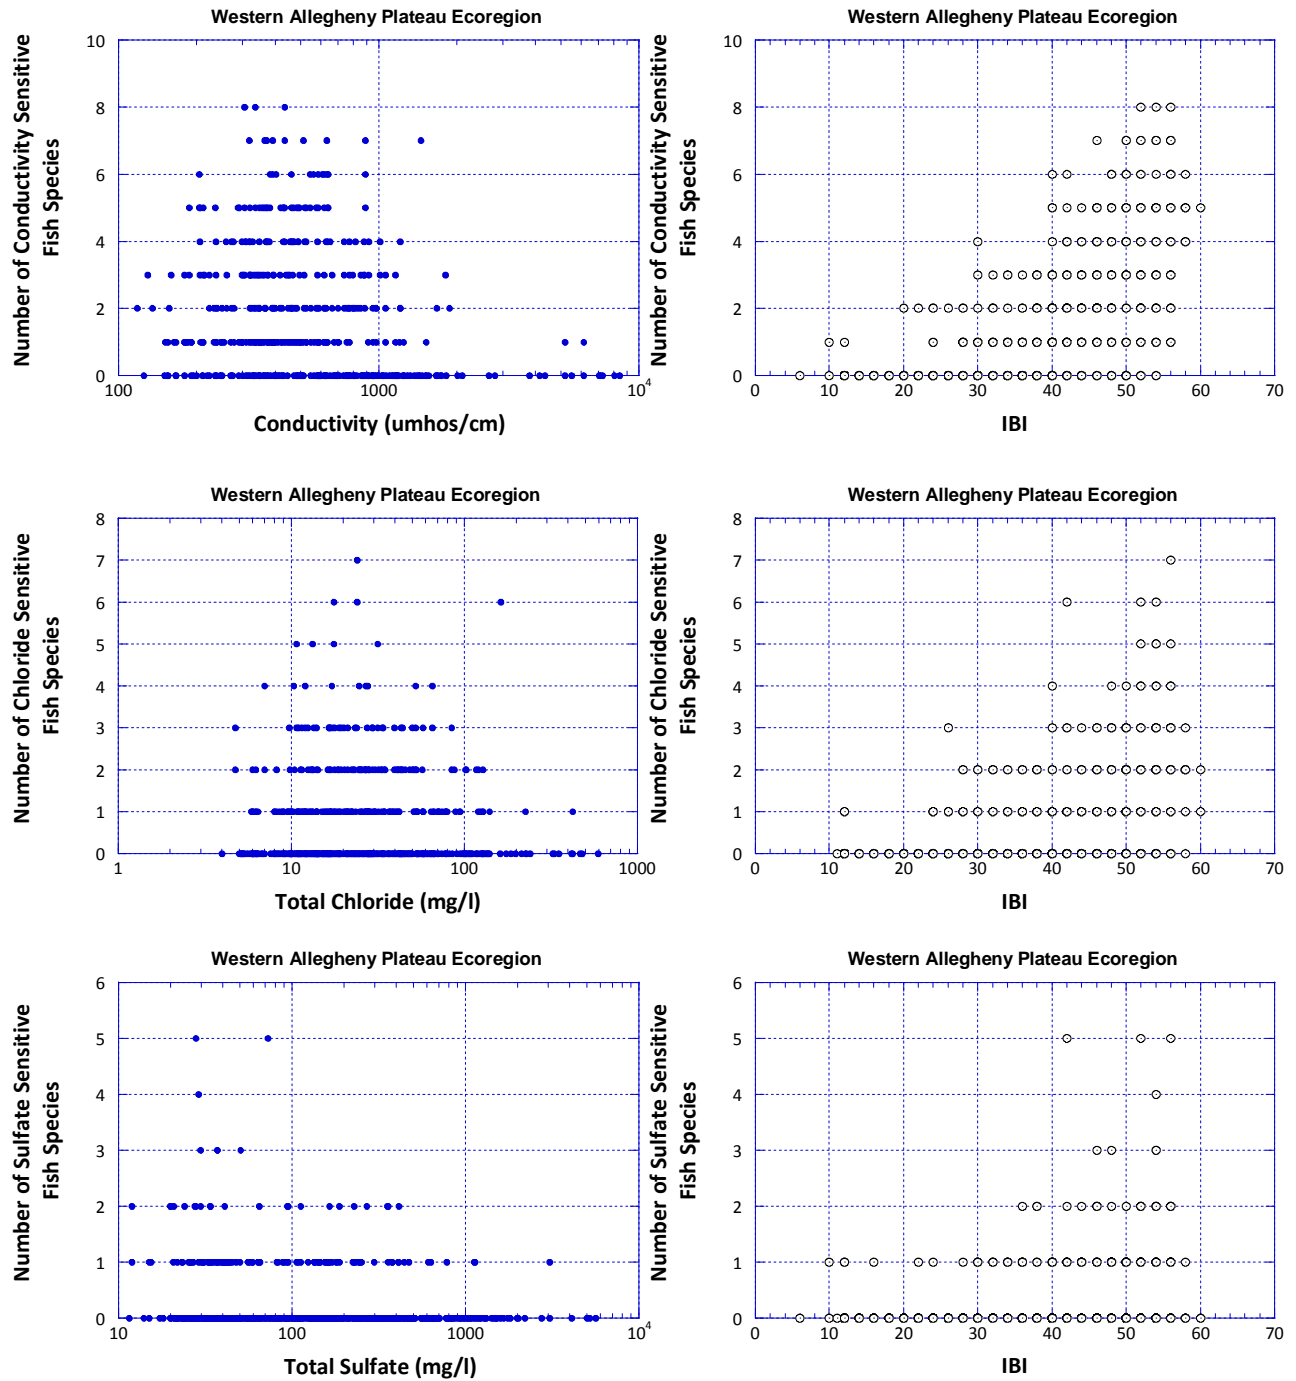 Western Allegheny Plateau Ecoregion
Number of Conductivity Sensitive
Fish Species
10
8
6
4
2
0
100
1000
10^4
Conductivity (umhos/cm)
Western Allegheny Plateau Ecoregion
Number of Conductivity Sensitive
Fish Species
10
8
6
4
2
0
0 10 20 30 40 50 60 70
IBI
Western Allegheny Plateau Ecoregion
Number of Chloride Sensitive
Fish Species
8
7
6
5
4
3
2
1
0
1 10 100 1000
Total Chloride (mg/l)
Western Allegheny Plateau Ecoregion
Number of Chloride Sensitive
Fish Species
8
7
6
5
4
3
2
1
0
0 10 20 30 40 50 60 70
IBI
Western Allegheny Plateau Ecoregion
Number of Sulfate Sensitive
Fish Species
6
5
4
3
2
1
0
10 100 1000 10^4
Total Sulfate (mg/l)
Western Allegheny Plateau Ecoregion
Number of Sulfate Sensitive
Fish Species
6
5
4
3
2
1
0
0 10 20 30 40 50 60 70
IBI